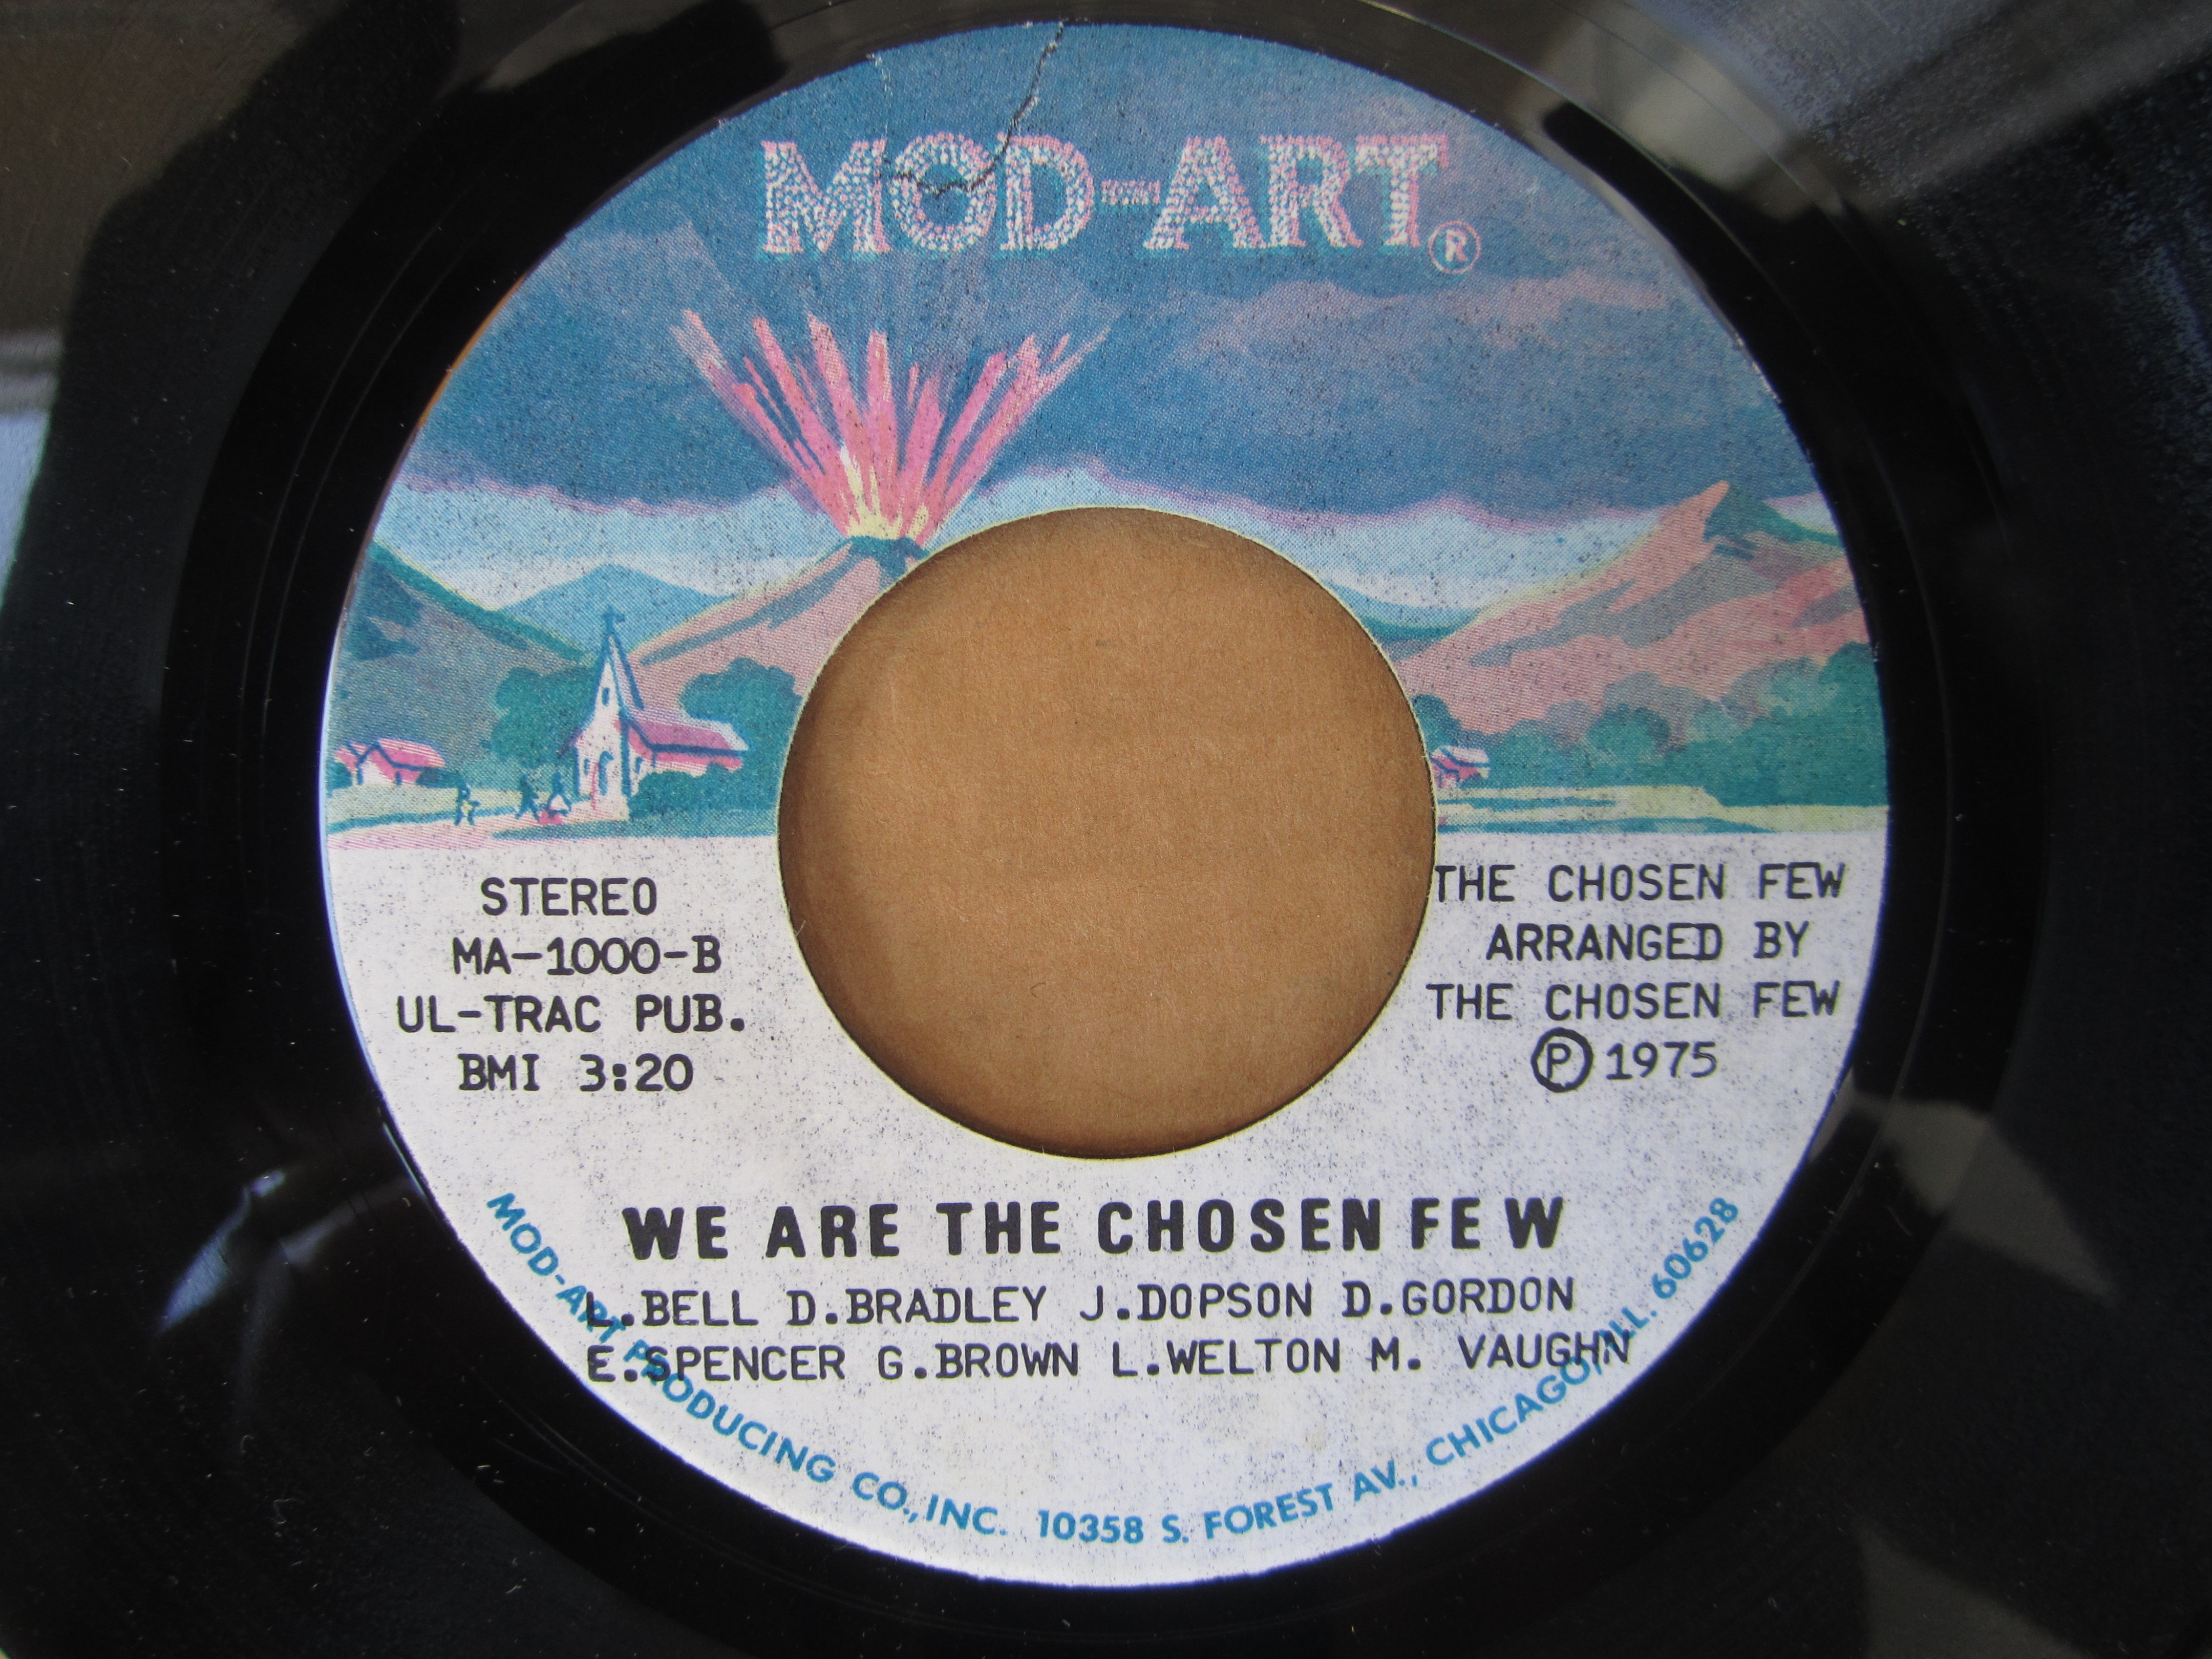 MOD-ART®
STEREO
MA-1000-B
UL-TRAC PUB.
BMI 3:20
THE CHOSEN FEW
ARRANGED BY
THE CHOSEN FEW
Ⓟ 1975
WE ARE THE CHOSEN FEW
L.BELL D.BRADLEY J.DOPSON D.GORDON
E.SPENCER G.BROWN L.WELTON M. VAUGHN
MOD-ART PRODUCING CO., INC. 10358 S. FOREST AV., CHICAGO, ILL. 60628